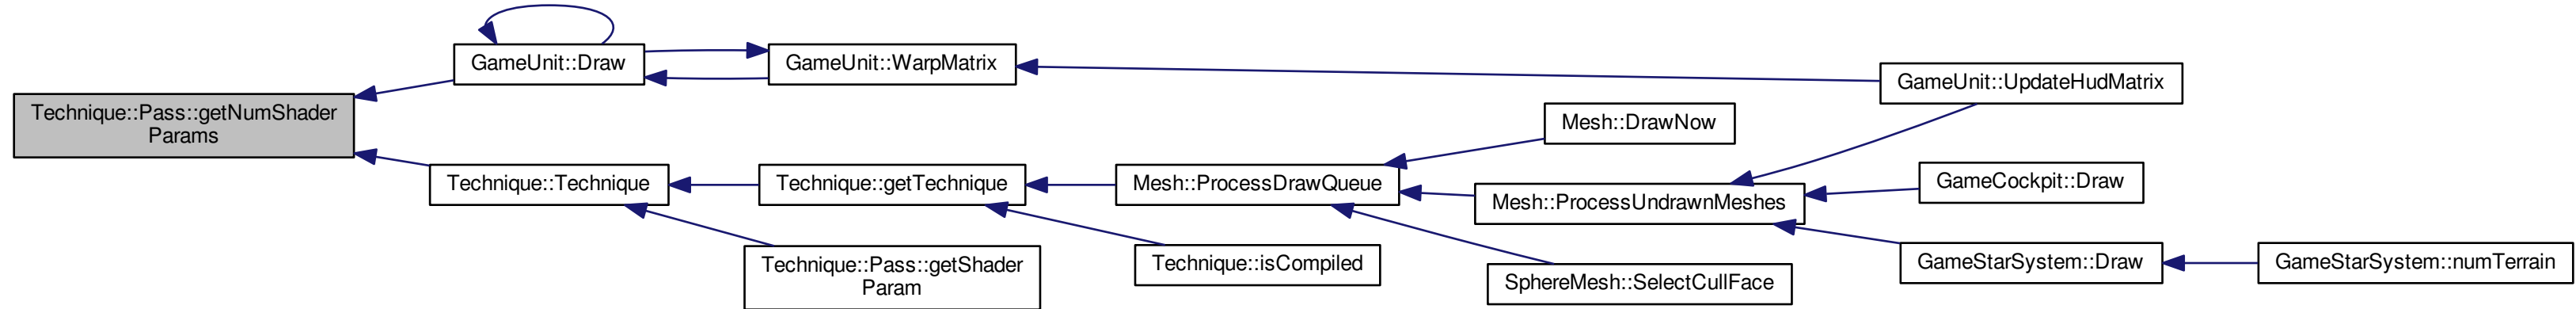 Technique::Pass::getNumShader
Params
GameUnit::Draw
GameUnit::WarpMatrix
GameUnit::UpdateHudMatrix
Technique::Technique
Technique::getTechnique
Mesh::ProcessDrawQueue
Mesh::DrawNow
Mesh::ProcessUndrawnMeshes
GameCockpit::Draw
GameStarSystem::Draw
GameStarSystem::numTerrain
SphereMesh::SelectCullFace
Technique::isCompiled
Technique::Pass::getShader
Param